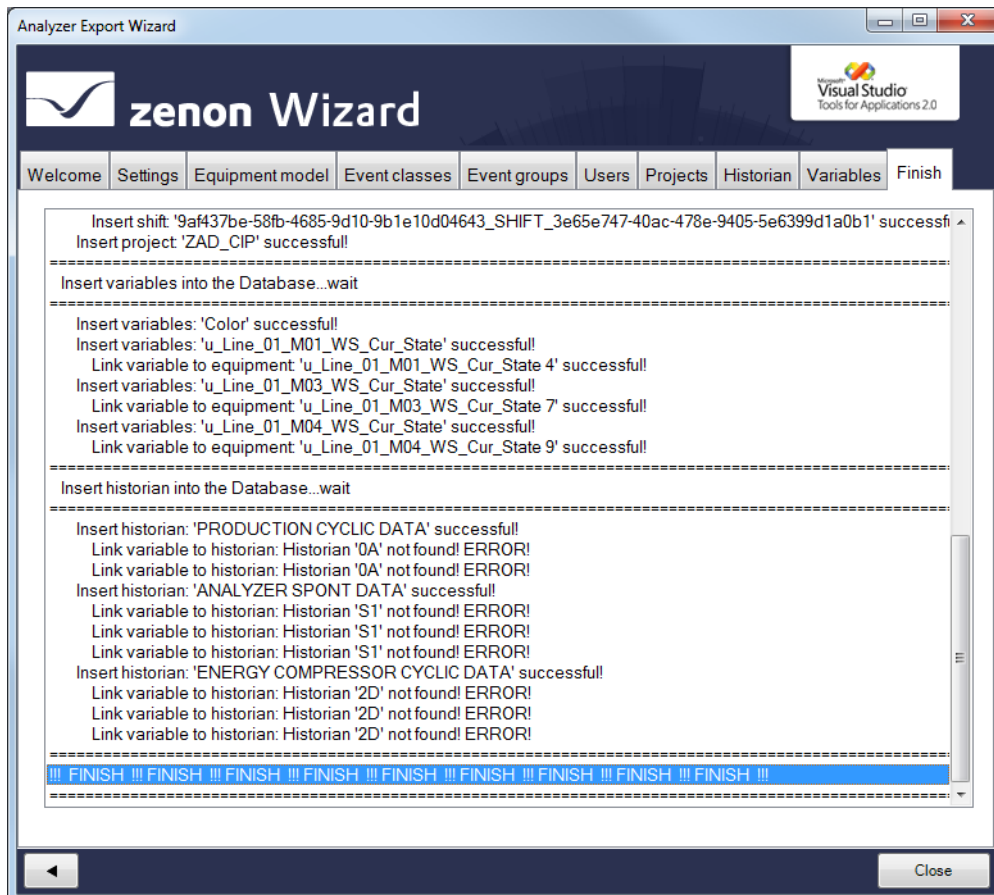 Analyzer Export Wizard
zenon Wizard
Microsoft
Visual Studio
Tools for Applications 2.0
Welcome Settings Equipment model Event classes Event groups Users Projects Historian Variables Finish
Insert shift: '9af437be-58fb-4685-9d10-9b1e10d04643_SHIFT_3e65e747-40ac-478e-9405-5e6399d1a0b1' successfu
Insert project: 'ZAD_CIP' successful!
Insert variables into the Database...wait
Insert variables: 'Color' successful!
Insert variables: 'u_Line_01_M01_WS_Cur_State' successful!
Link variable to equipment: 'u_Line_01_M01_WS_Cur_State 4' successful!
Insert variables: 'u_Line_01_M03_WS_Cur_State' successful!
Link variable to equipment: 'u_Line_01_M03_WS_Cur_State 7' successful!
Insert variables: 'u_Line_01_M04_WS_Cur_State' successful!
Link variable to equipment: 'u_Line_01_M04_WS_Cur_State 9' successful!
Insert historian into the Database...wait
Insert historian: 'PRODUCTION CYCLIC DATA' successful!
Link variable to historian: Historian '0A' not found! ERROR!
Link variable to historian: Historian '0A' not found! ERROR!
Insert historian: 'ANALYZER SPONT DATA' successful!
Link variable to historian: Historian 'S1' not found! ERROR!
Link variable to historian: Historian 'S1' not found! ERROR!
Link variable to historian: Historian 'S1' not found! ERROR!
Insert historian: 'ENERGY COMPRESSOR CYCLIC DATA' successful!
Link variable to historian: Historian '2D' not found! ERROR!
Link variable to historian: Historian '2D' not found! ERROR!
Link variable to historian: Historian '2D' not found! ERROR!
!!! FINISH !!! FINISH !!! FINISH !!! FINISH !!! FINISH !!! FINISH !!! FINISH !!! FINISH !!! FINISH !!!
Close